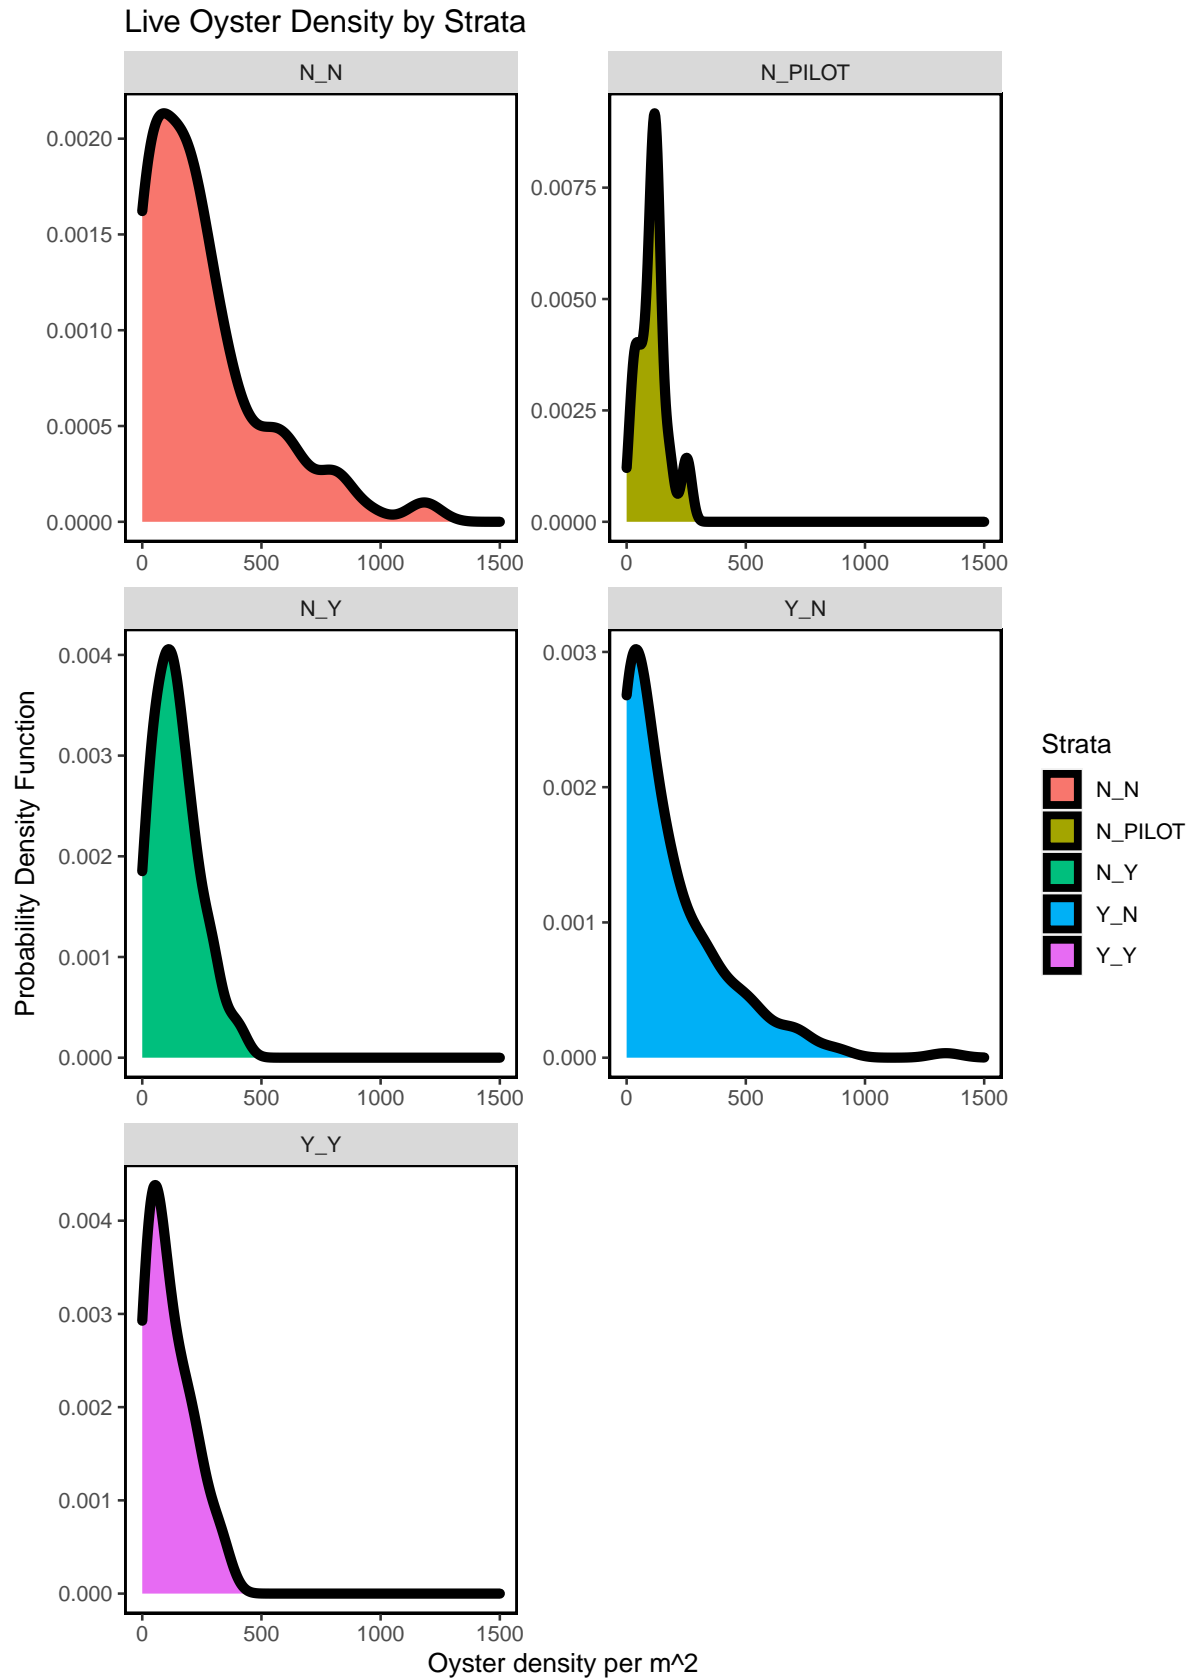 Live Oyster Density by Strata
N_N
N_PILOT
0.0020
0.0015
0.0010
0.0005
0.0000
0.0075
0.0050
0.0025
0.0000
0 500 1000 1500
0 500 1000 1500
N_Y
Y_N
0.004
0.003
0.002
0.001
0.000
0.003
0.002
0.001
0.000
0 500 1000 1500
0 500 1000 1500
Y_Y
0.004
0.003
0.002
0.001
0.000
0 500 1000 1500
Probability Density Function
Oyster density per m^2
Strata
N_N
N_PILOT
N_Y
Y_N
Y_Y